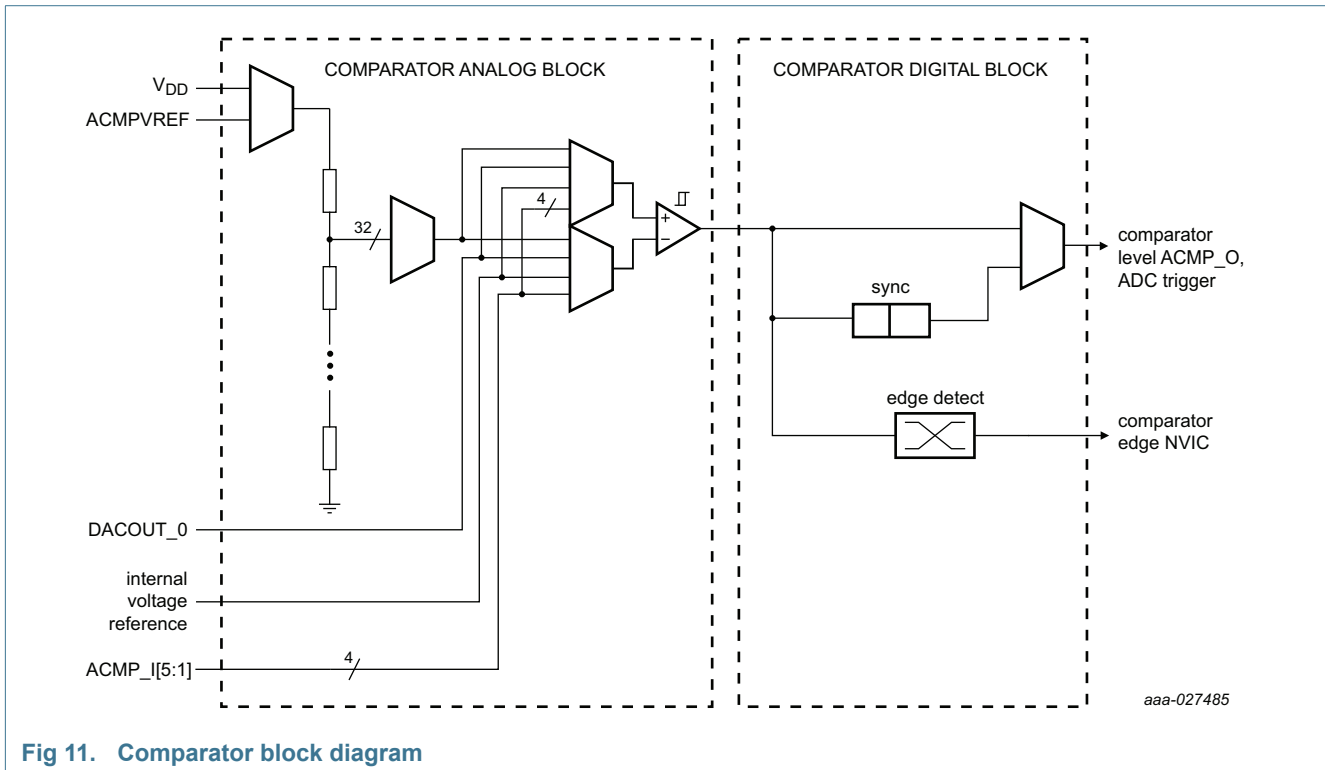 COMPARATOR ANALOG BLOCK
COMPARATOR DIGITAL BLOCK
VDD
ACMPVREF
32
4
+
−
sync
edge detect
comparator
level ACMP_O,
ADC trigger
comparator
edge NVIC
DACOUT_0
internal
voltage
reference
ACMP_I[5:1]
4
aaa-027485
Fig 11. Comparator block diagram